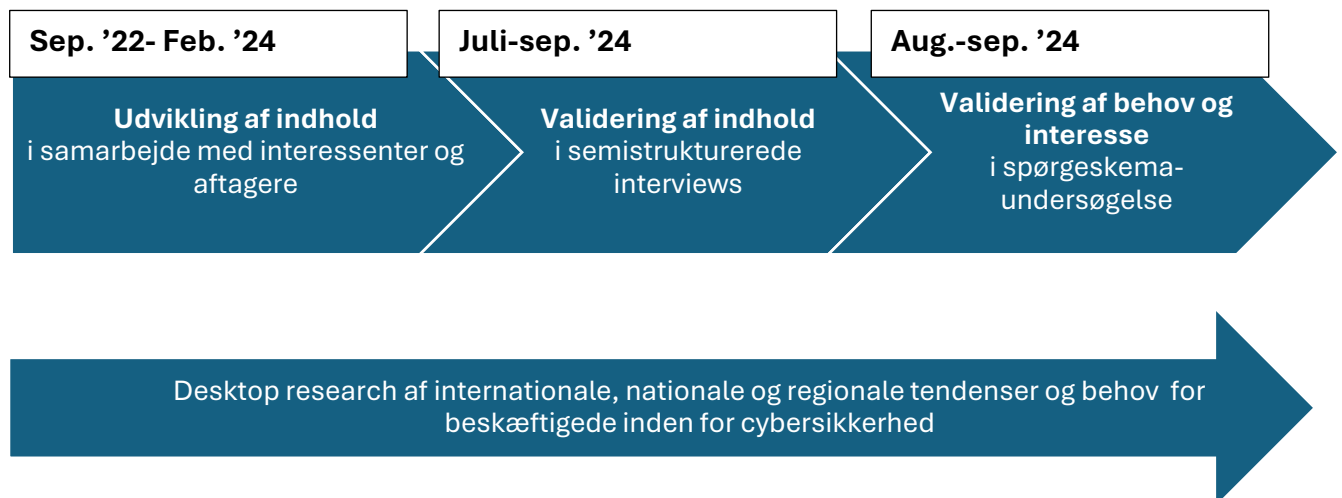 Sep. ’22- Feb. ’24
Udvikling af indhold
i samarbejde med interessenter og
aftagere
Juli-sep. ’24
Validering af indhold
i semistrukturerede
interviews
Aug.-sep. ’24
Validering af behov og
interesse
i spørgeskema-
undersøgelse
Desktop research af internationale, nationale og regionale tendenser og behov for
beskæftigede inden for cybersikkerhed